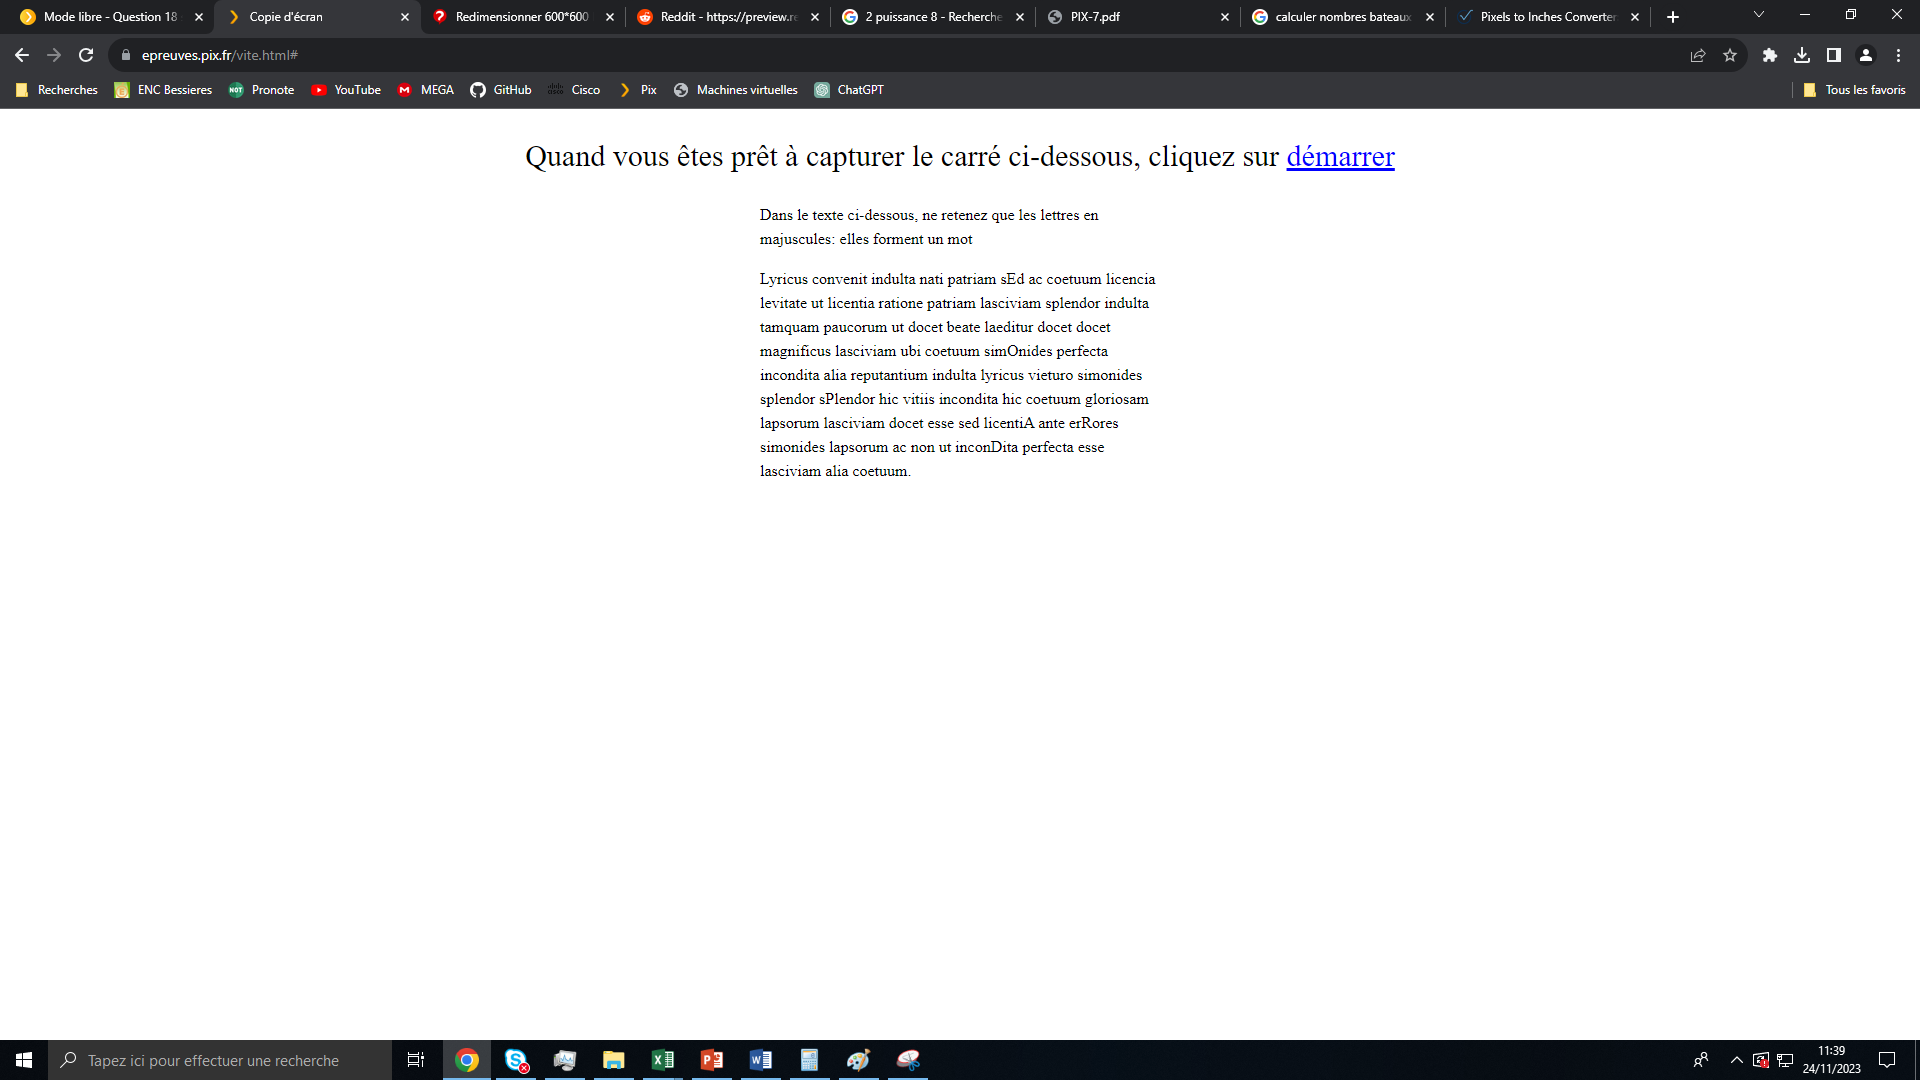 Mode libre - Question 18
Copie d'écran
Redimensionner 600*600
Reddit - https://preview.re
2 puissance 8 - Recherche
PIX-7.pdf
calculer nombres bateaux
Pixels to Inches Converter
epreuves.pix.fr/vite.html#
Recherches
ENC Bessieres
Pronote
YouTube
MEGA
GitHub
Cisco
Pix
Machines virtuelles
ChatGPT
Tous les favoris
Quand vous êtes prêt à capturer le carré ci-dessous, cliquez sur démarrer
Dans le texte ci-dessous, ne retenez que les lettres en
majuscules: elles forment un mot
Lyricus convenit indulta nati patriam sEd ac coetuum licencia
levitate ut licentia ratione patriam lasciviam splendor indulta
tamquam paucorum ut docet beate laeditur docet docet
magnificus lasciviam ubi coetuum simOnides perfecta
incondita alia reputantium indulta lyricus vieturo simonides
splendor sPlendor hic vitiis incondita hic coetuum gloriosam
lapsorum lasciviam docet esse sed licentiA ante erRores
simonides lapsorum ac non ut inconDita perfecta esse
lasciviam alia coetuum.
Tapez ici pour effectuer une recherche
11:39
24/11/2023